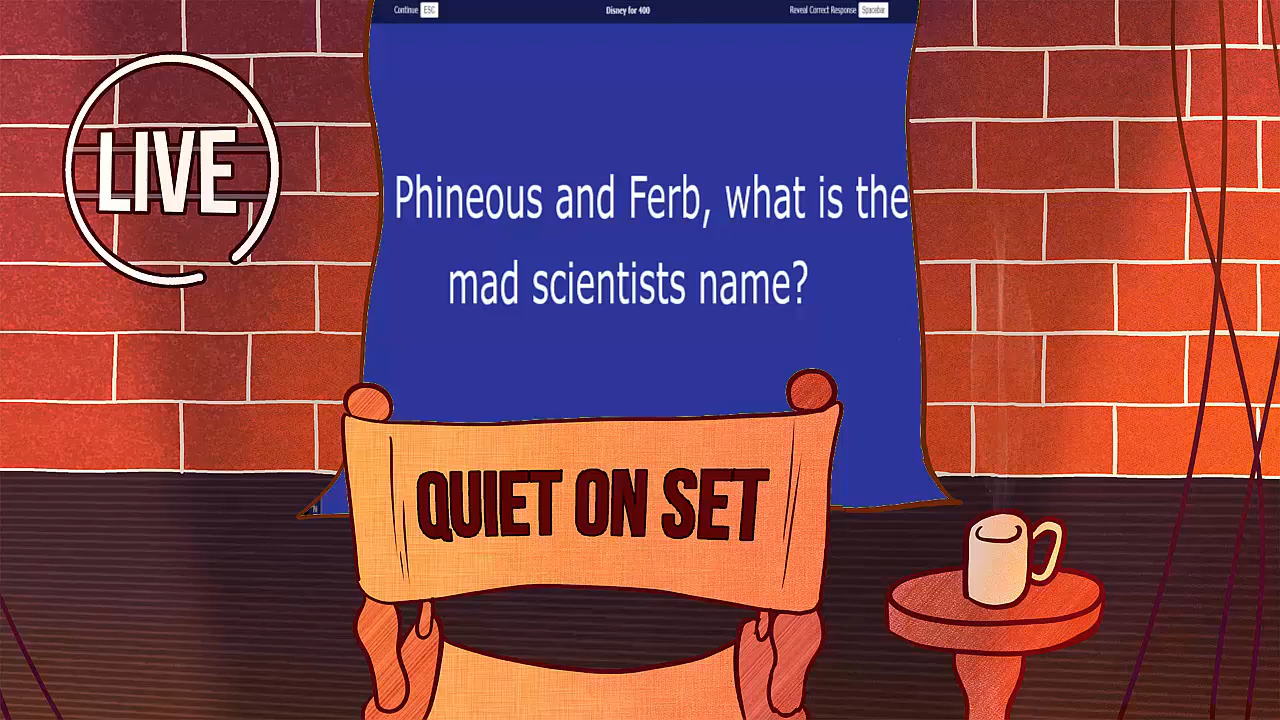 Continue ESC Disney for 400 Reveal Correct Response Spacebar
LIVE
Phineous and Ferb, what is the
mad scientists name?
QUIET ON SET